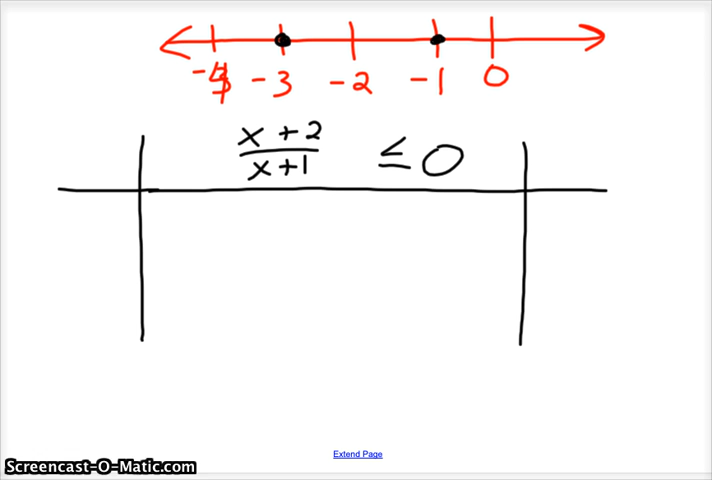 -4 -3 -2 -1 0
x + 2
x + 1 ≤ 0
Extend Page
Screencast-O-Matic.com